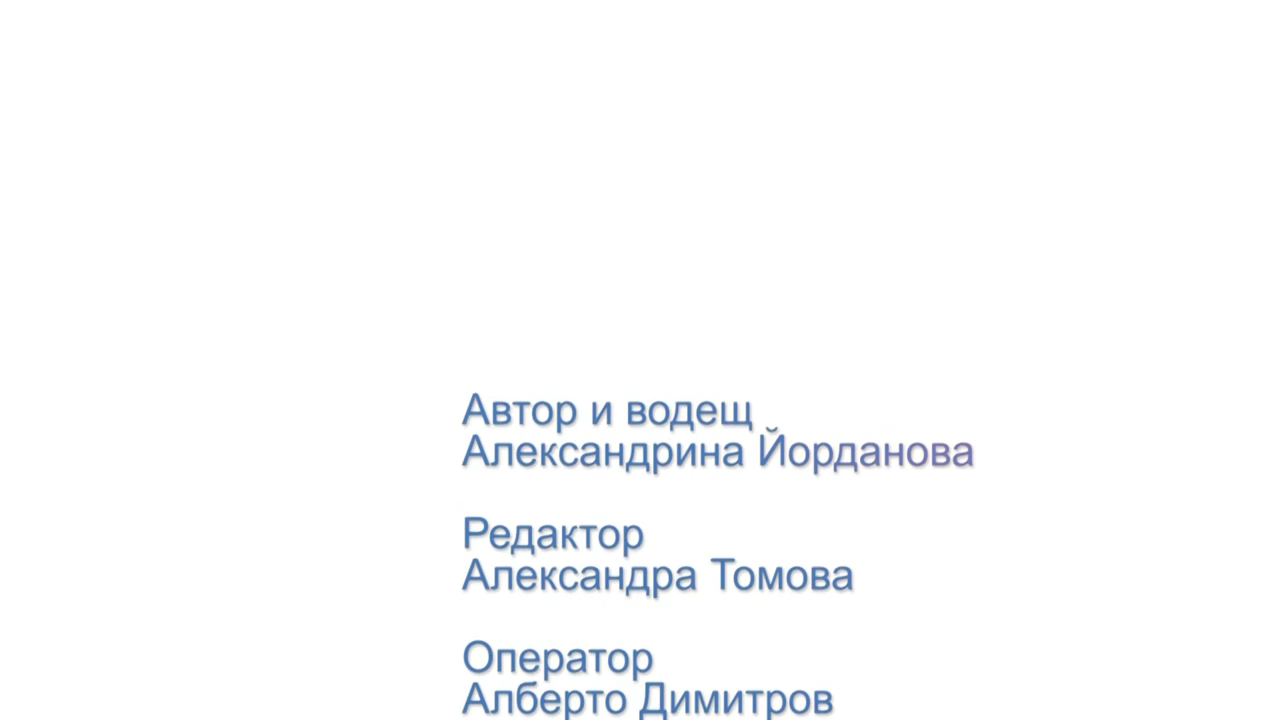 Автор и водещ
Александрина Йорданова
Редактор
Александра Томова
Оператор
Алберто Димитров